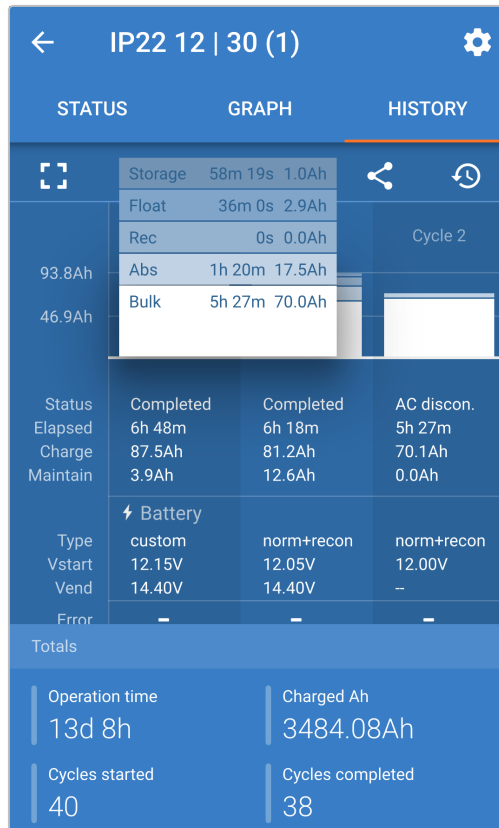 IP22 12 | 30 (1)
STATUS GRAPH HISTORY
Storage 58m 19s 1.0Ah
Float 36m 0s 2.9Ah
Rec 0s 0.0Ah
Abs 1h 20m 17.5Ah
Bulk 5h 27m 70.0Ah
Cycle 2
93.8Ah
46.9Ah
Status Completed Completed AC discon.
Elapsed 6h 48m 6h 18m 5h 27m
Charge 87.5Ah 81.2Ah 70.1Ah
Maintain 3.9Ah 12.6Ah 0.0Ah
Battery
Type custom norm+recon norm+recon
Vstart 12.15V 12.05V 12.00V
Vend 14.40V 14.40V --
Error - - -
Totals
Operation time Charged Ah
13d 8h 3484.08Ah
Cycles started Cycles completed
40 38